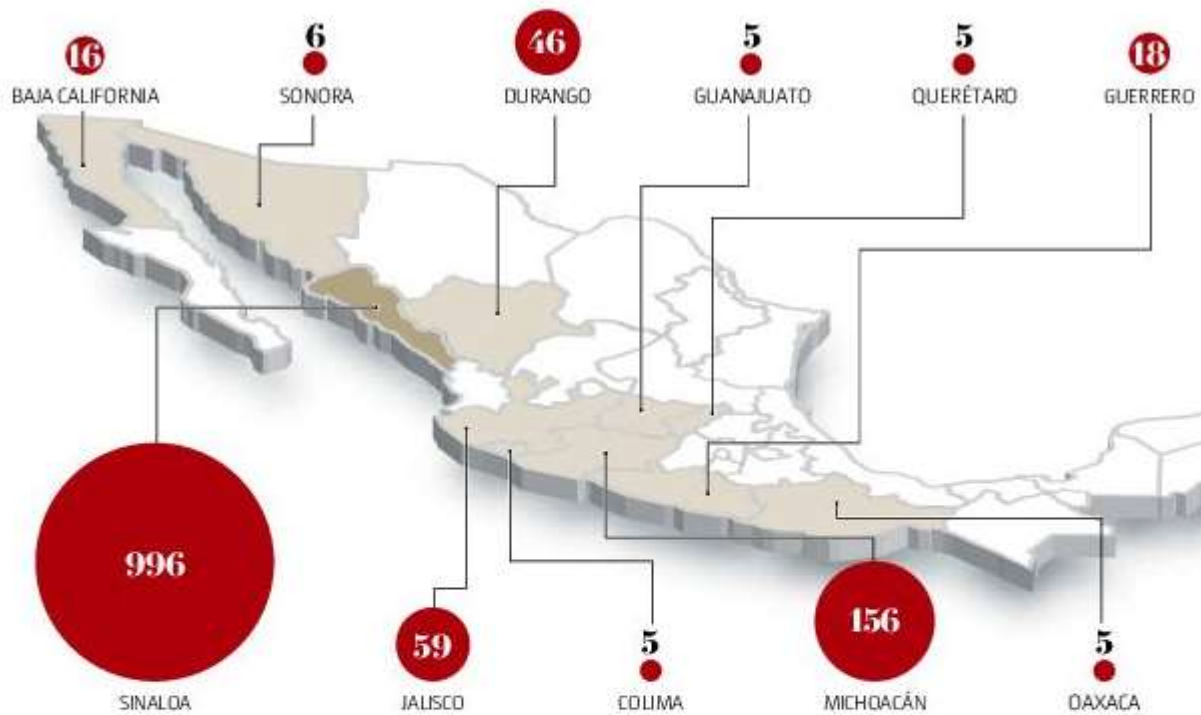 16
BAJA CALIFORNIA
6
SONORA
46
DURANGO
5
GUANAJUATO
5
QUERÉTARO
18
GUERRERO
996
SINALOA
59
JALISCO
5
COLIMA
156
MICHOACÁN
5
OAXACA